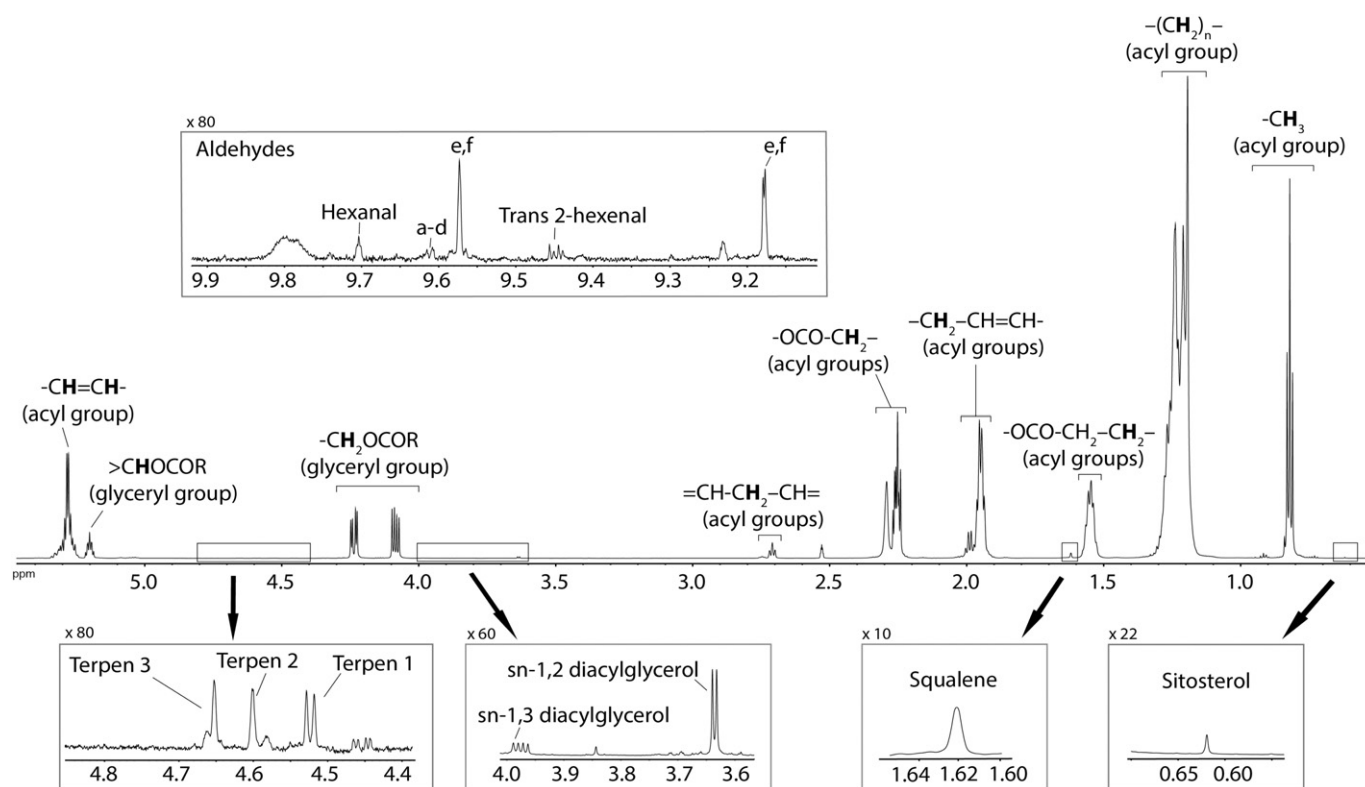 –(CH₂)ₙ–
(acyl group)
-CH₃
(acyl group)
x 80
Aldehydes
e,f
e,f
Hexanal
a-d
Trans 2-hexenal
9.9 9.8 9.7 9.6 9.5 9.4 9.3 9.2
-OCO-CH₂–
(acyl groups)
–CH₂–CH=CH-
(acyl groups)
-CH=CH-
(acyl group)
>CHOCOR
(glyceryl group)
-CH₂OCOR
(glyceryl group)
=CH-CH₂–CH=
(acyl groups)
-OCO-CH₂–CH₂–
(acyl groups)
ppm 5.0 4.5 4.0 3.5 3.0 2.5 2.0 1.5 1.0
x 80
Terpen 3
Terpen 2
Terpen 1
4.8 4.7 4.6 4.5 4.4
x 60
sn-1,2 diacylglycerol
sn-1,3 diacylglycerol
4.0 3.9 3.8 3.7 3.6
x 10
Squalene
1.64 1.62 1.60
x 22
Sitosterol
0.65 0.60